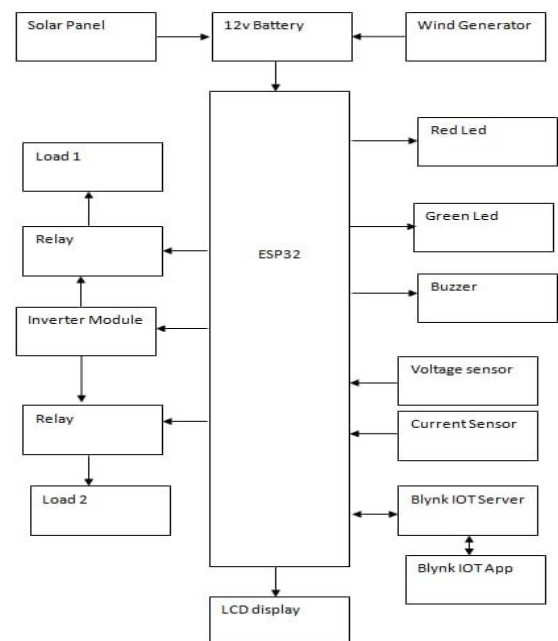 Solar Panel
12v Battery
Wind Generator
Red Led
Load 1
Green Led
Relay
ESP32
Buzzer
Inverter Module
Voltage sensor
Relay
Current Sensor
Load 2
Blynk IOT Server
Blynk IOT App
LCD display